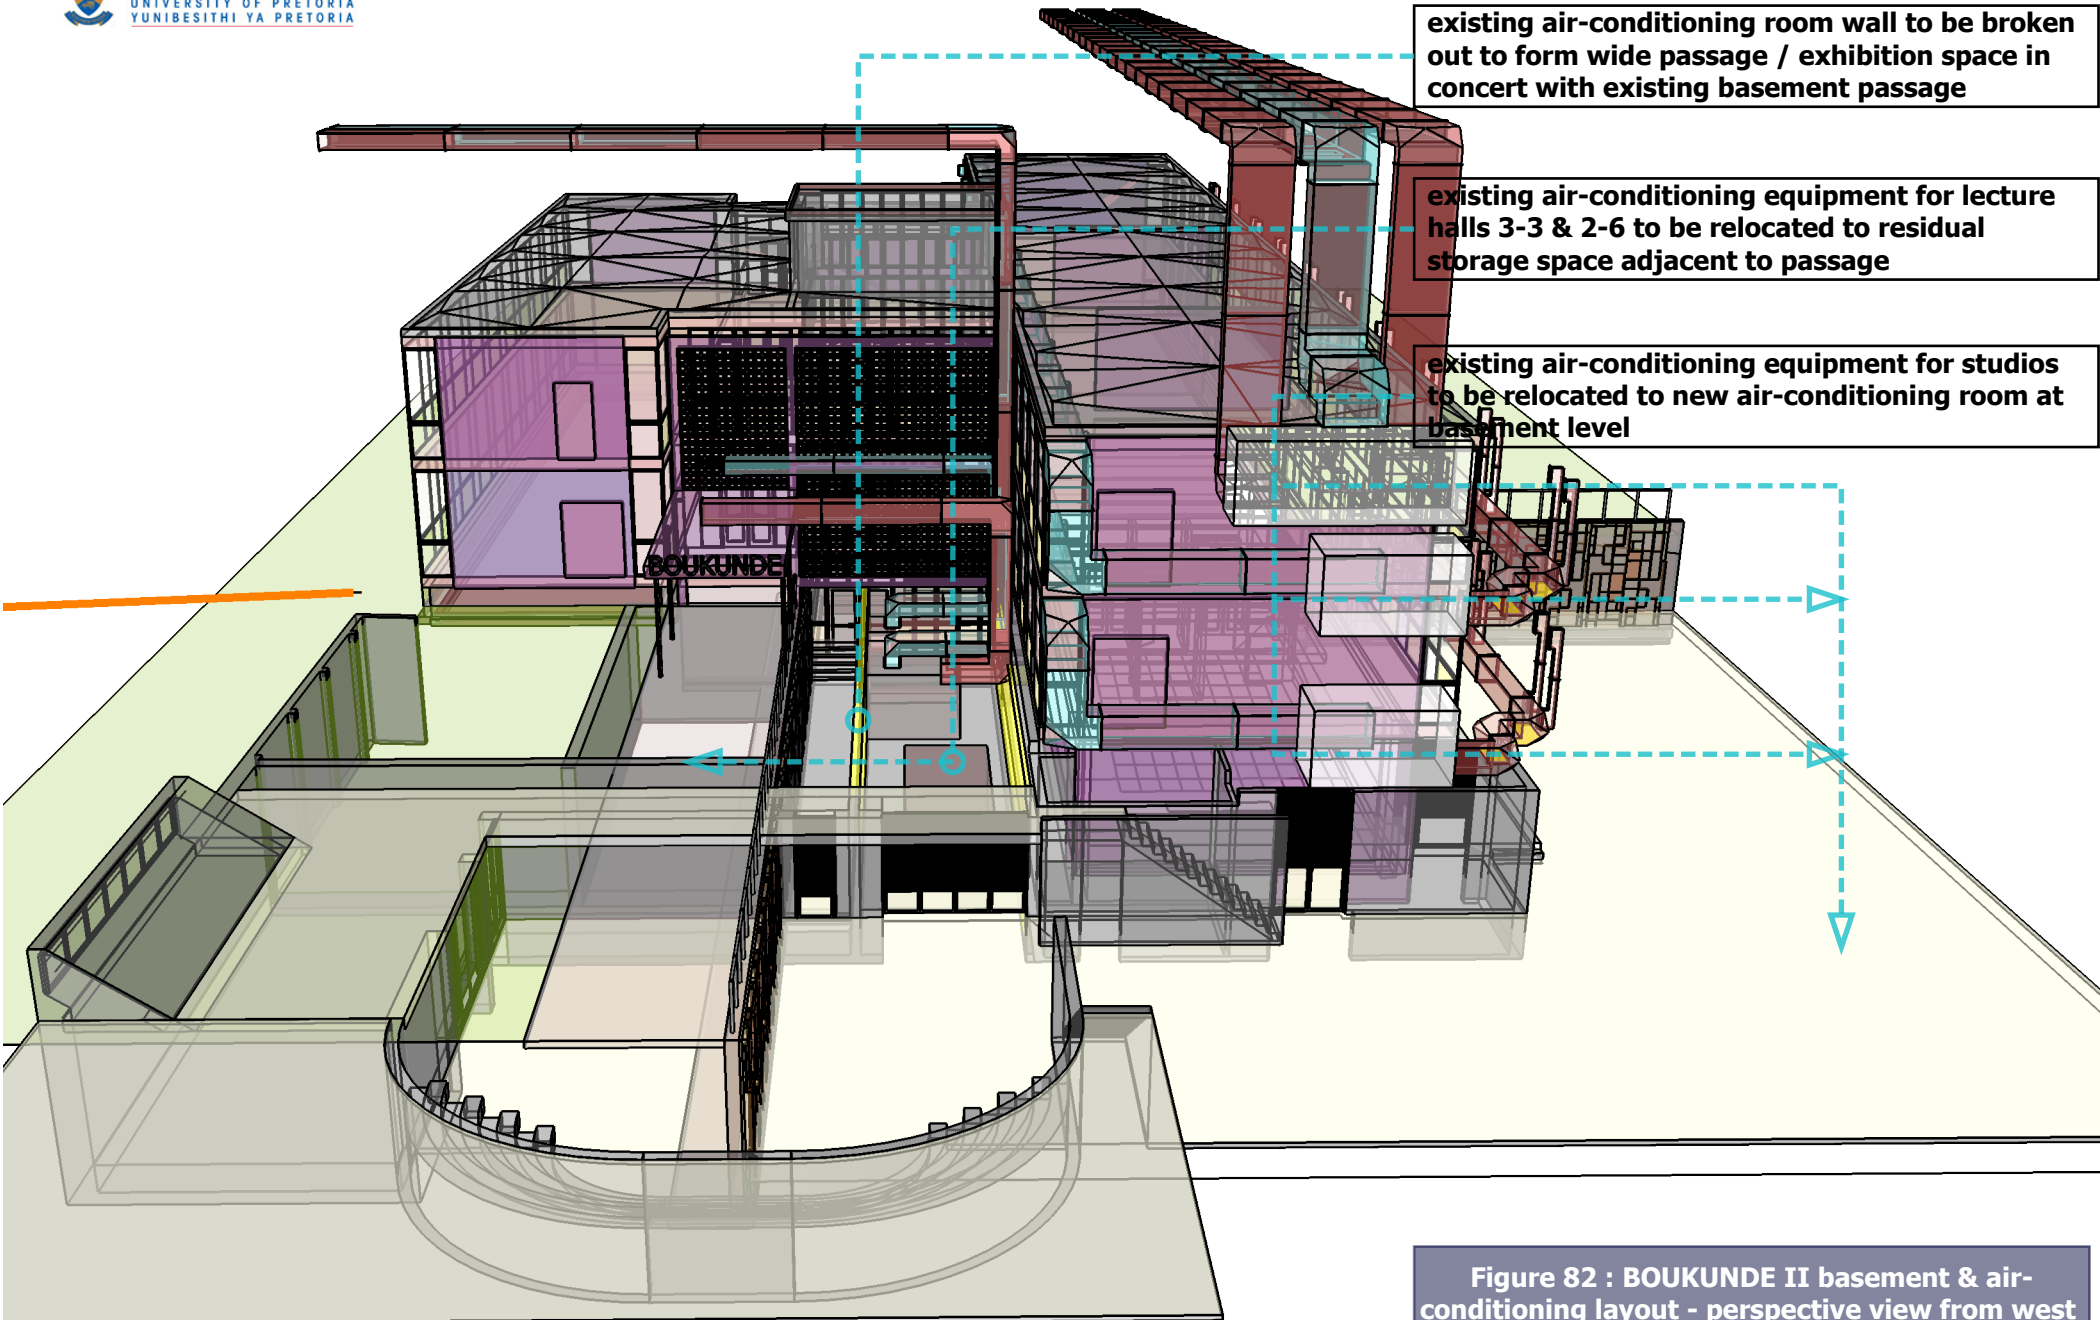 UNIVERSITY OF PRETORIA
YUNIBESITHI YA PRETORIA
existing air-conditioning room wall to be broken
out to form wide passage / exhibition space in
concert with existing basement passage
existing air-conditioning equipment for lecture
halls 3-3 & 2-6 to be relocated to residual
storage space adjacent to passage
existing air-conditioning equipment for studios
to be relocated to new air-conditioning room at
basement level
BOUKUNDE
Figure 82 : BOUKUNDE II basement & air-
conditioning layout - perspective view from west